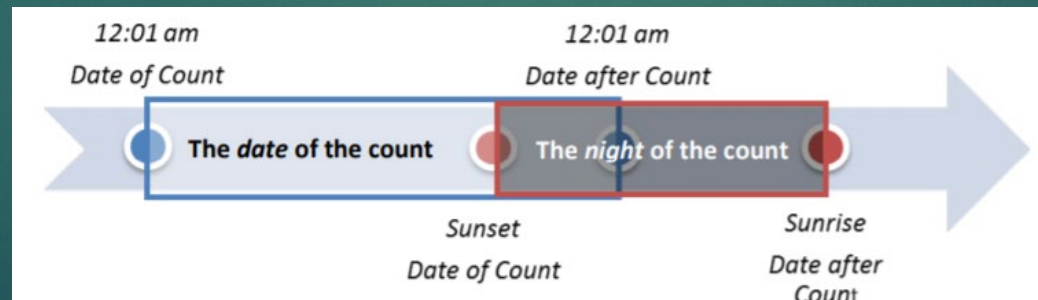 12:01 am
Date of Count
12:01 am
Date after Count
The date of the count
The night of the count
Sunset
Date of Count
Sunrise
Date after
Count